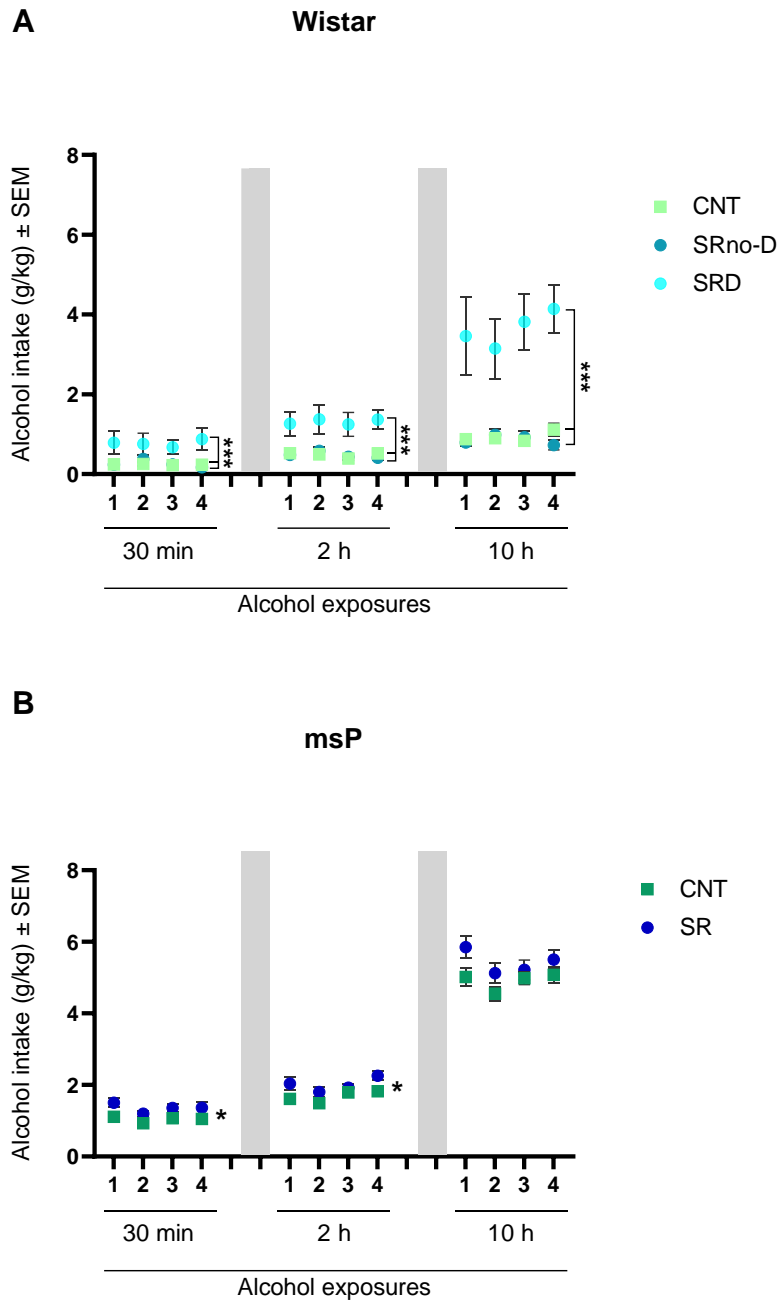 A
Wistar
Alcohol intake (g/kg) ± SEM
8
6
4
2
0
***
***
***
CNT
SRno-D
SRD
1 2 3 4 1 2 3 4 1 2 3 4
30 min 2 h 10 h
Alcohol exposures
B
msP
Alcohol intake (g/kg) ± SEM
8
6
4
2
0
*
*
CNT
SR
1 2 3 4 1 2 3 4 1 2 3 4
30 min 2 h 10 h
Alcohol exposures